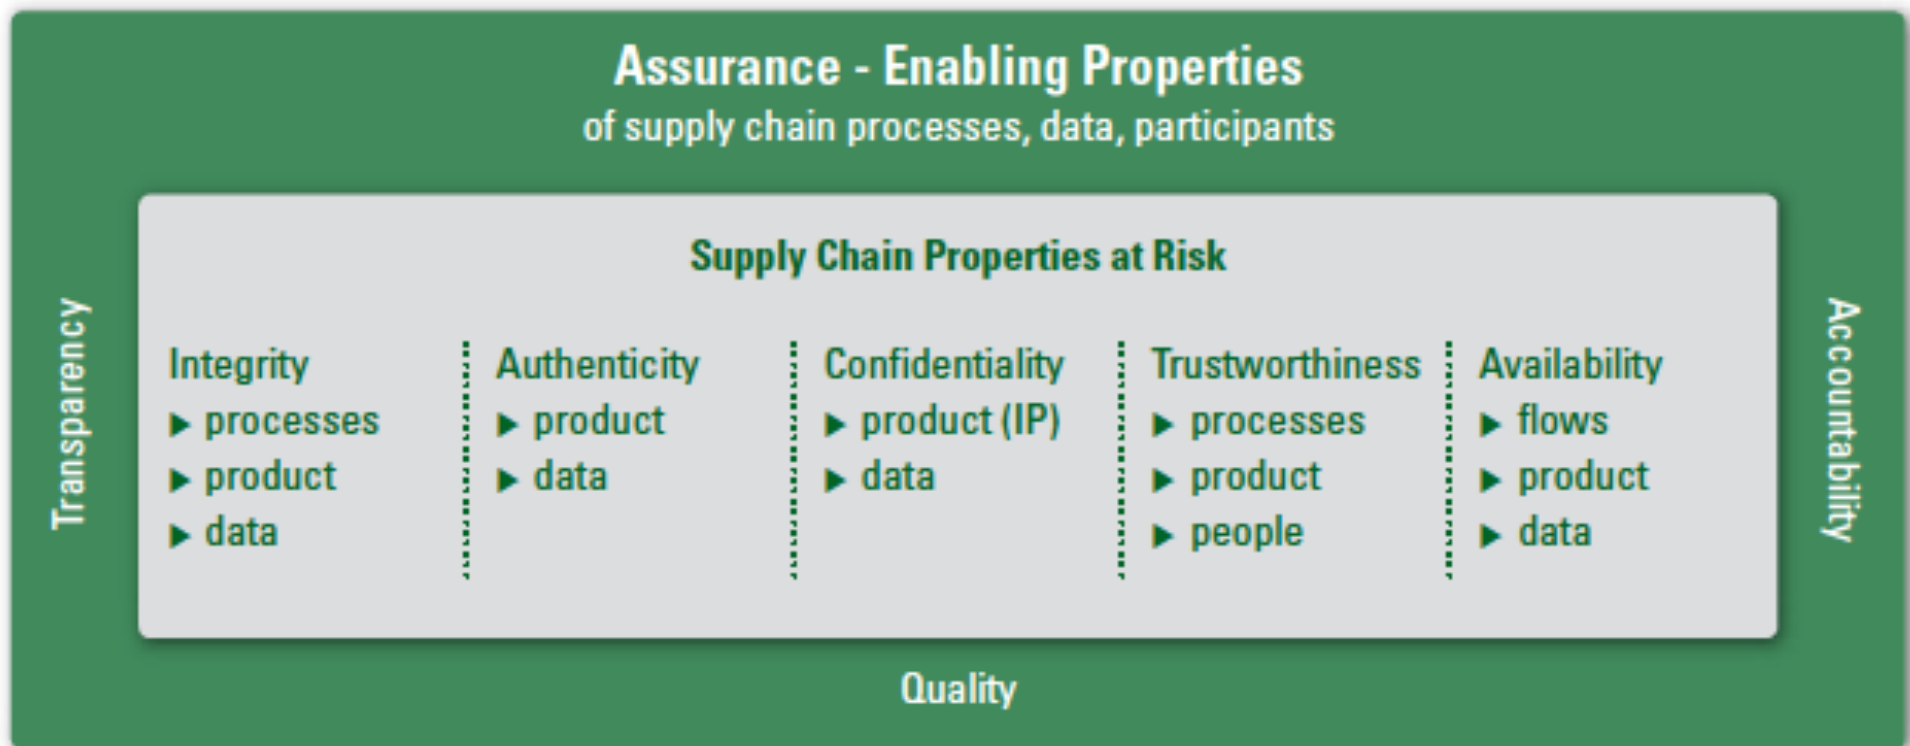 Assurance - Enabling Properties
of supply chain processes, data, participants
Transparency
Supply Chain Properties at Risk
Integrity
▶ processes
▶ product
▶ data
Authenticity
▶ product
▶ data
Confidentiality
▶ product (IP)
▶ data
Trustworthiness
▶ processes
▶ product
▶ people
Availability
▶ flows
▶ product
▶ data
Accountability
Quality